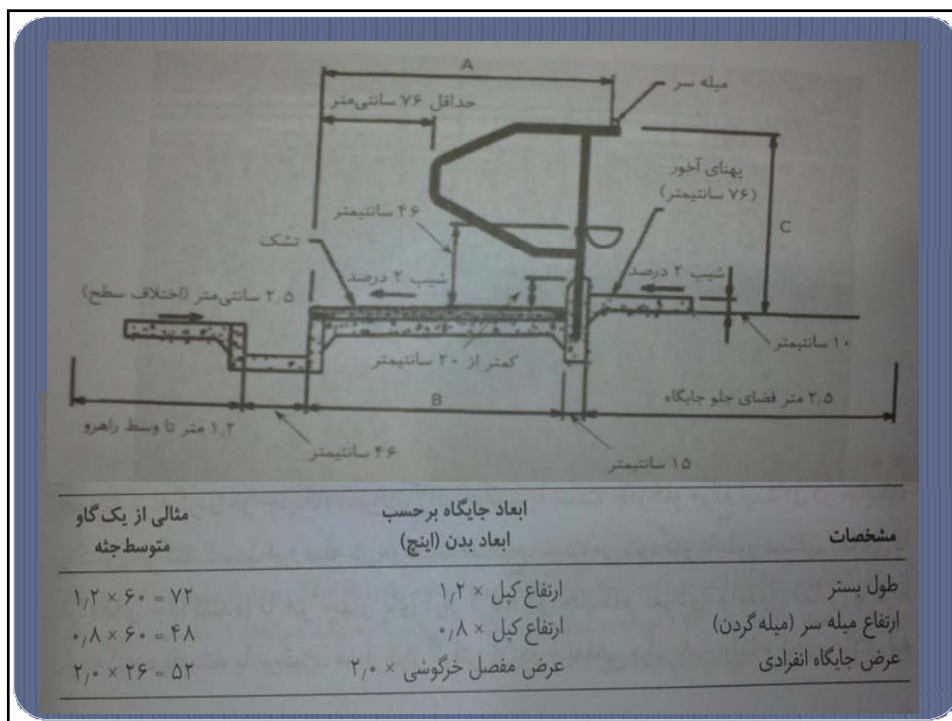 A
میله سر
حداقل ۷۶ سانتی‌متر
پهنای آخور
(۷۶ سانتیمتر)
۴۶ سانتیمتر
C
تشک
شیب ۲ درصد
شیب ۲ درصد
۲٫۵ سانتی‌متر (اختلاف سطح)
کمتر از ۲۰ سانتیمتر
۱۰ سانتیمتر
B
۲٫۵ متر فضای جلو جایگاه
۱٫۲ متر تا وسط راهرو
۴۶ سانتیمتر
۱۵ سانتیمتر
مشخصات ابعاد جایگاه برحسب ابعاد بدن (اینچ) مثالی از یک گاو متوسط جثه
طول بستر ارتفاع کپل × ۱٫۲ ۱٫۲ × ۶۰ = ۷۲
ارتفاع میله سر (میله گردن) ارتفاع کپل × ۰٫۸ ۰٫۸ × ۶۰ = ۴۸
عرض جایگاه انفرادی عرض مفصل خرگوشی × ۲٫۰ ۲٫۰ × ۲۶ = ۵۲